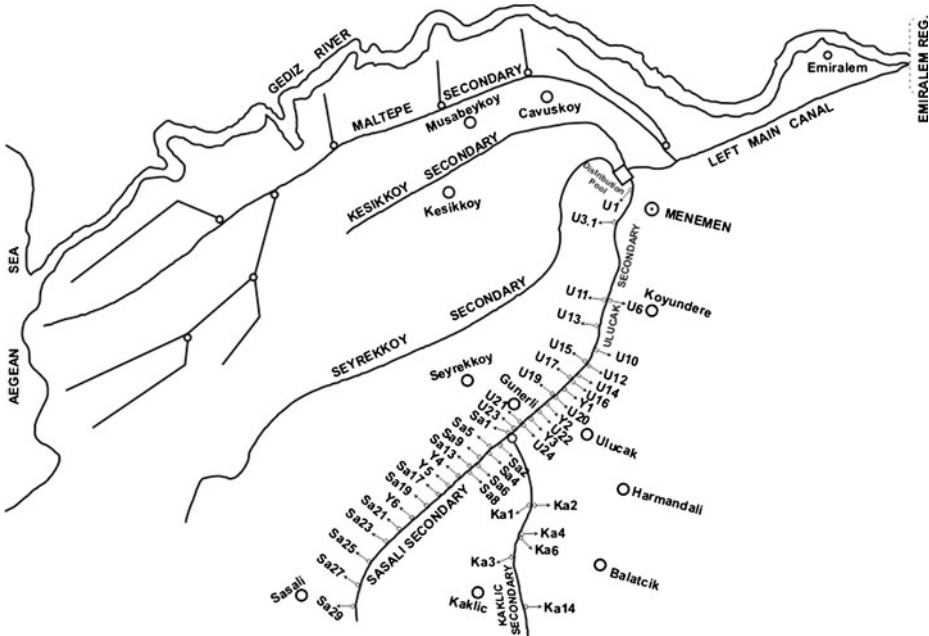 GEDIZ RIVER
EMIRALEM REG.
Emiralem
MALTEPE SECONDARY
Musabeykoy
Cavuskoy
LEFT MAIN CANAL
KESIKKOY SECONDARY
Kesikkoy
Distribution
Pool
U1
U3.1
MENEMEN
AEGEAN SEA
SEYREKKOY SECONDARY
ULUCAK SECONDARY
U11
U6
Koyundere
U13
U10
U15
U12
U17
U14
U16
U19
Y1
U20
Seyrekkoy
Gunerli
Y2
U22
U21
Y3
U23
U24
Ulucak
Sa1
Sa2
Sa5
Sa4
Sa9
Sa6
Sa13
Sa8
Y4
Y5
Sa17
Sa19
Y6
Sa21
Sa23
Sa25
Sa27
Sa29
SASALI SECONDARY
Sasali
Harmandali
Ka1
Ka2
Ka4
Ka6
Ka3
Balatcik
Kaklic
KAKLIC
SECONDARY
Ka14